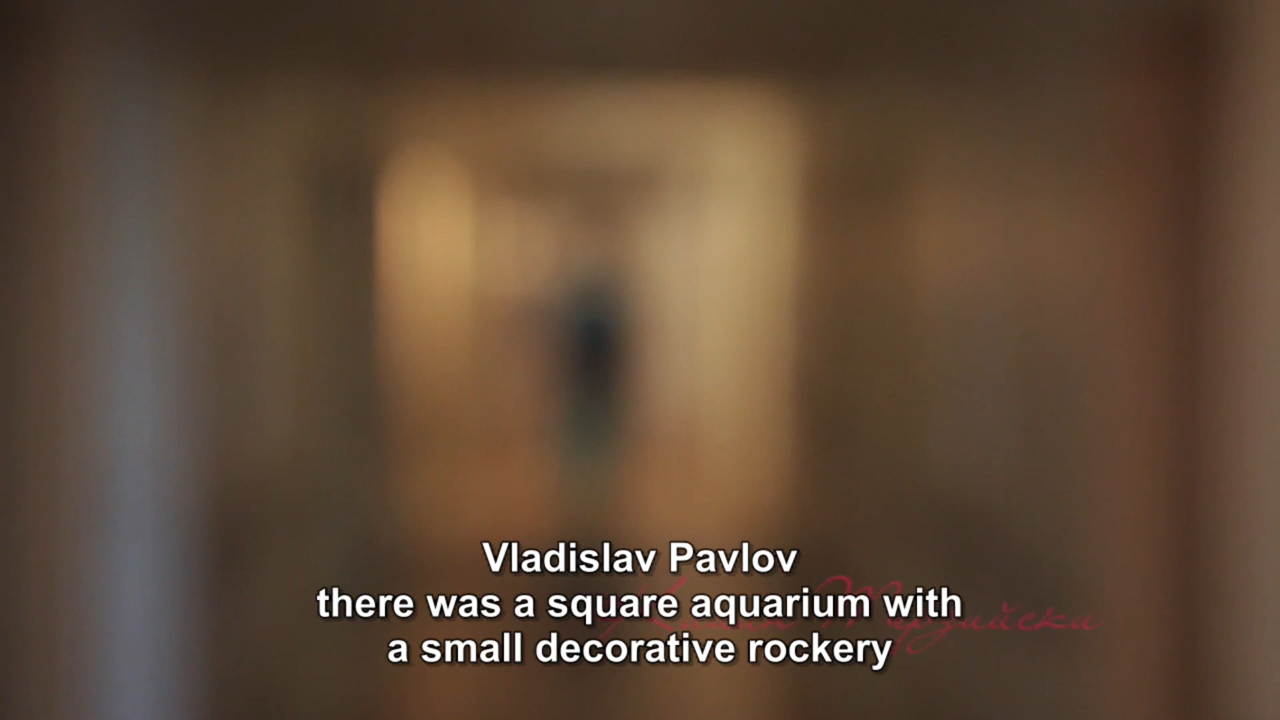 Vladislav Pavlov
there was a square aquarium with
a small decorative rockery